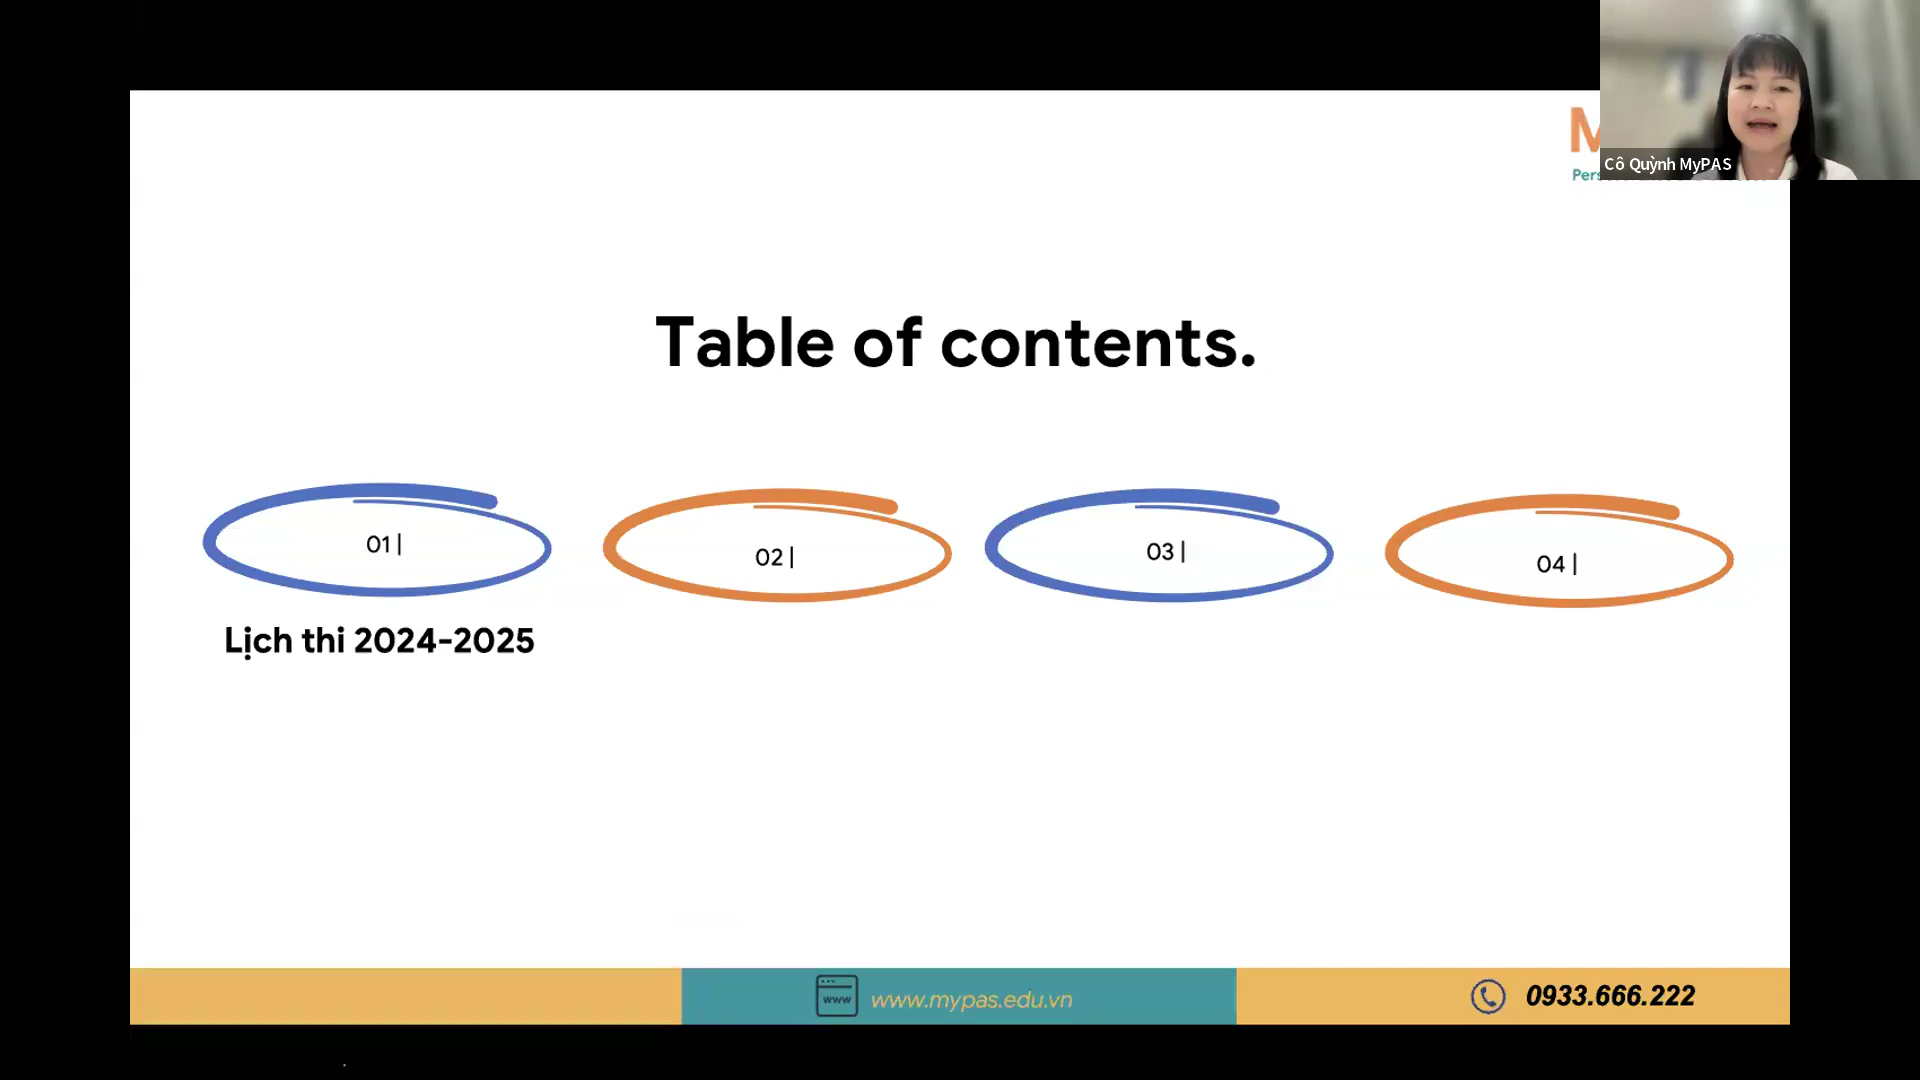 Cô Quỳnh MyPAS
Table of contents.
01 |
02 |
03 |
04 |
Lịch thi 2024-2025
www
www.mypas.edu.vn
0933.666.222